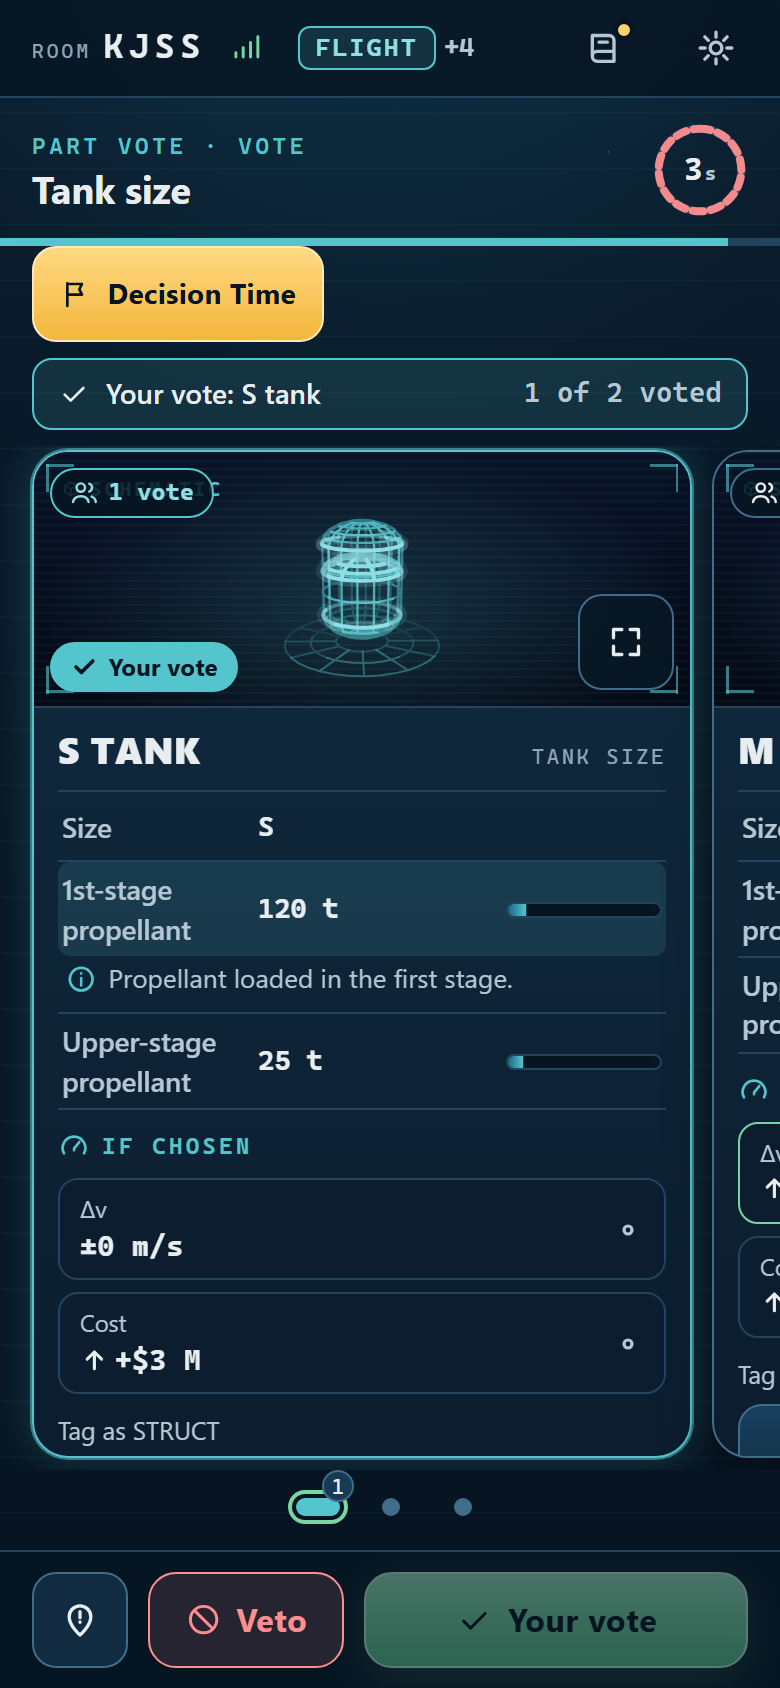 ROOM KJSS FLIGHT +4
PART VOTE · VOTE
Tank size
3s
Decision Time
Your vote: S tank 1 of 2 voted
1 vote
Your vote
S TANK TANK SIZE
Size S
1st-stage
propellant
120 t
Propellant loaded in the first stage.
Upper-stage
propellant
25 t
IF CHOSEN
Δv
±0 m/s
Cost
↑ +$3 M
Tag as STRUCT
M
Tag
1
Veto
Your vote